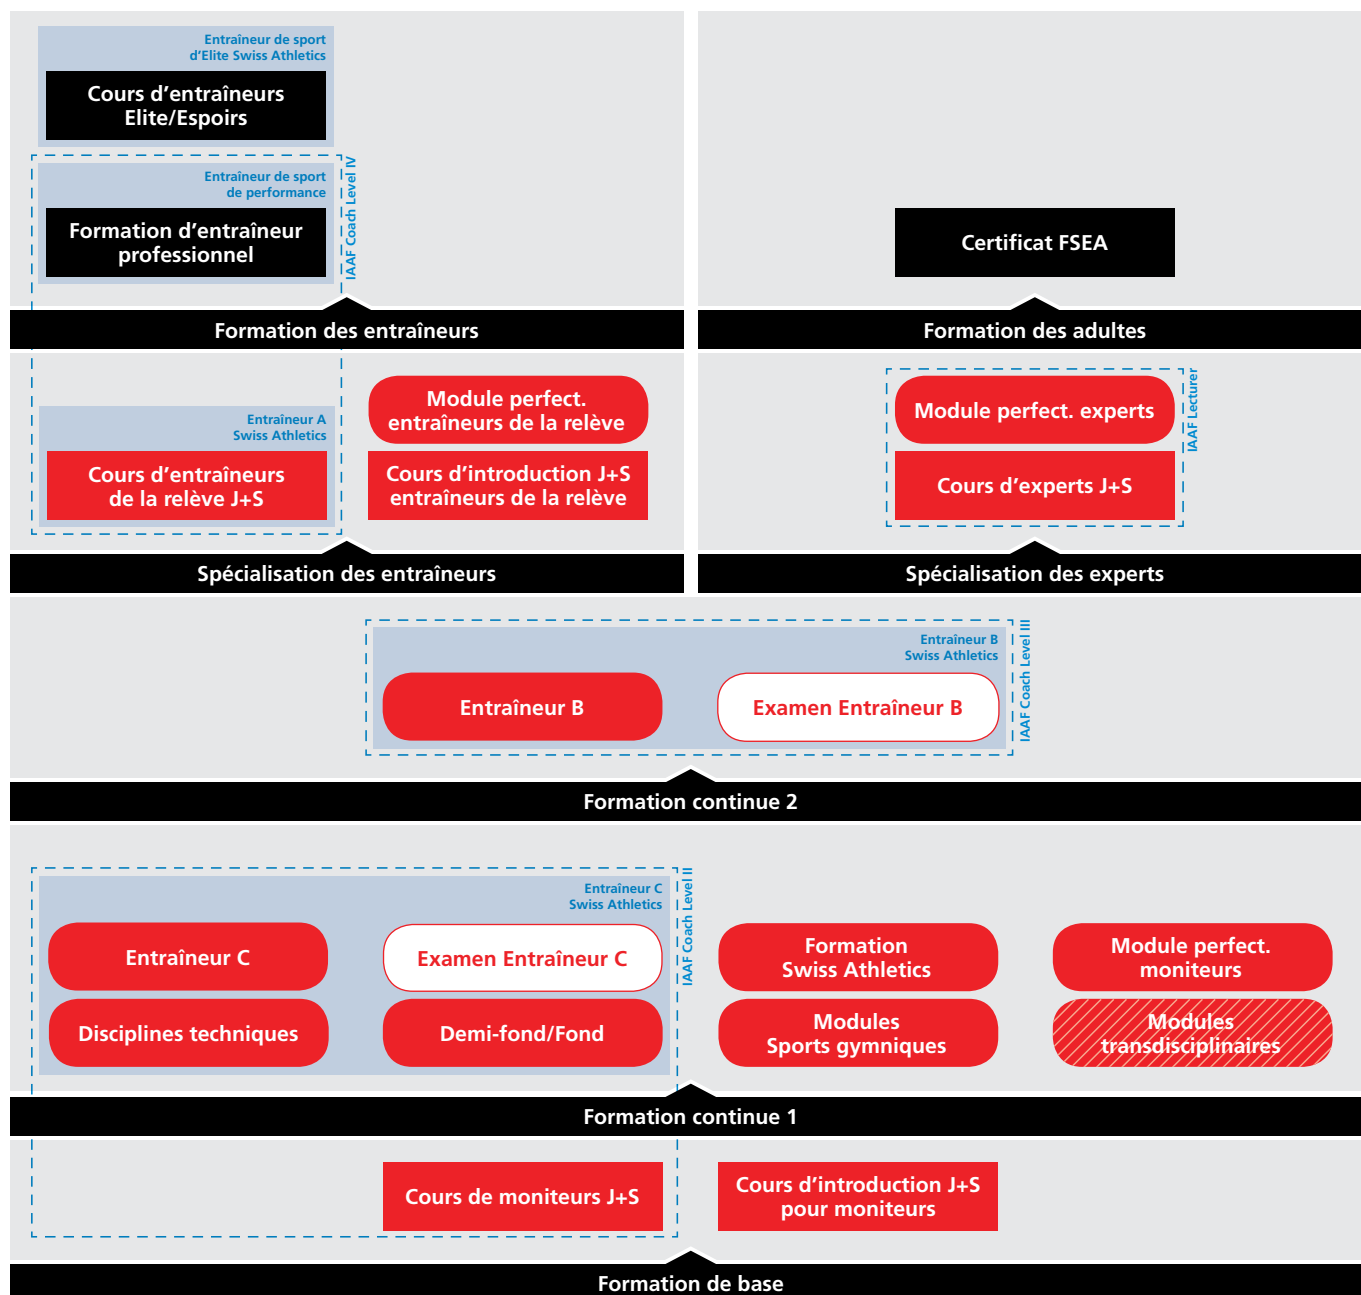 Entraîneur de sport
d'Elite Swiss Athletics
Cours d'entraîneurs
Elite/Espoirs
Entraîneur de sport
de performance
Formation d'entraîneur
professionnel
IAAF Coach Level IV
Certificat FSEA
Formation des entraîneurs
Formation des adultes
Entraîneur A
Swiss Athletics
Cours d'entraîneurs
de la relève J+S
Module perfect.
entraîneurs de la relève
Cours d'introduction J+S
entraîneurs de la relève
Module perfect. experts
Cours d'experts J+S
IAAF Lecturer
Spécialisation des entraîneurs
Spécialisation des experts
Entraîneur B
Swiss Athletics
Entraîneur B
Examen Entraîneur B
IAAF Coach Level III
Formation continue 2
Entraîneur C
Swiss Athletics
Entraîneur C
Examen Entraîneur C
Disciplines techniques
Demi-fond/Fond
IAAF Coach Level II
Formation
Swiss Athletics
Module perfect.
moniteurs
Modules
Sports gymniques
Modules
transdisciplinaires
Formation continue 1
Cours de moniteurs J+S
Cours d'introduction J+S
pour moniteurs
Formation de base